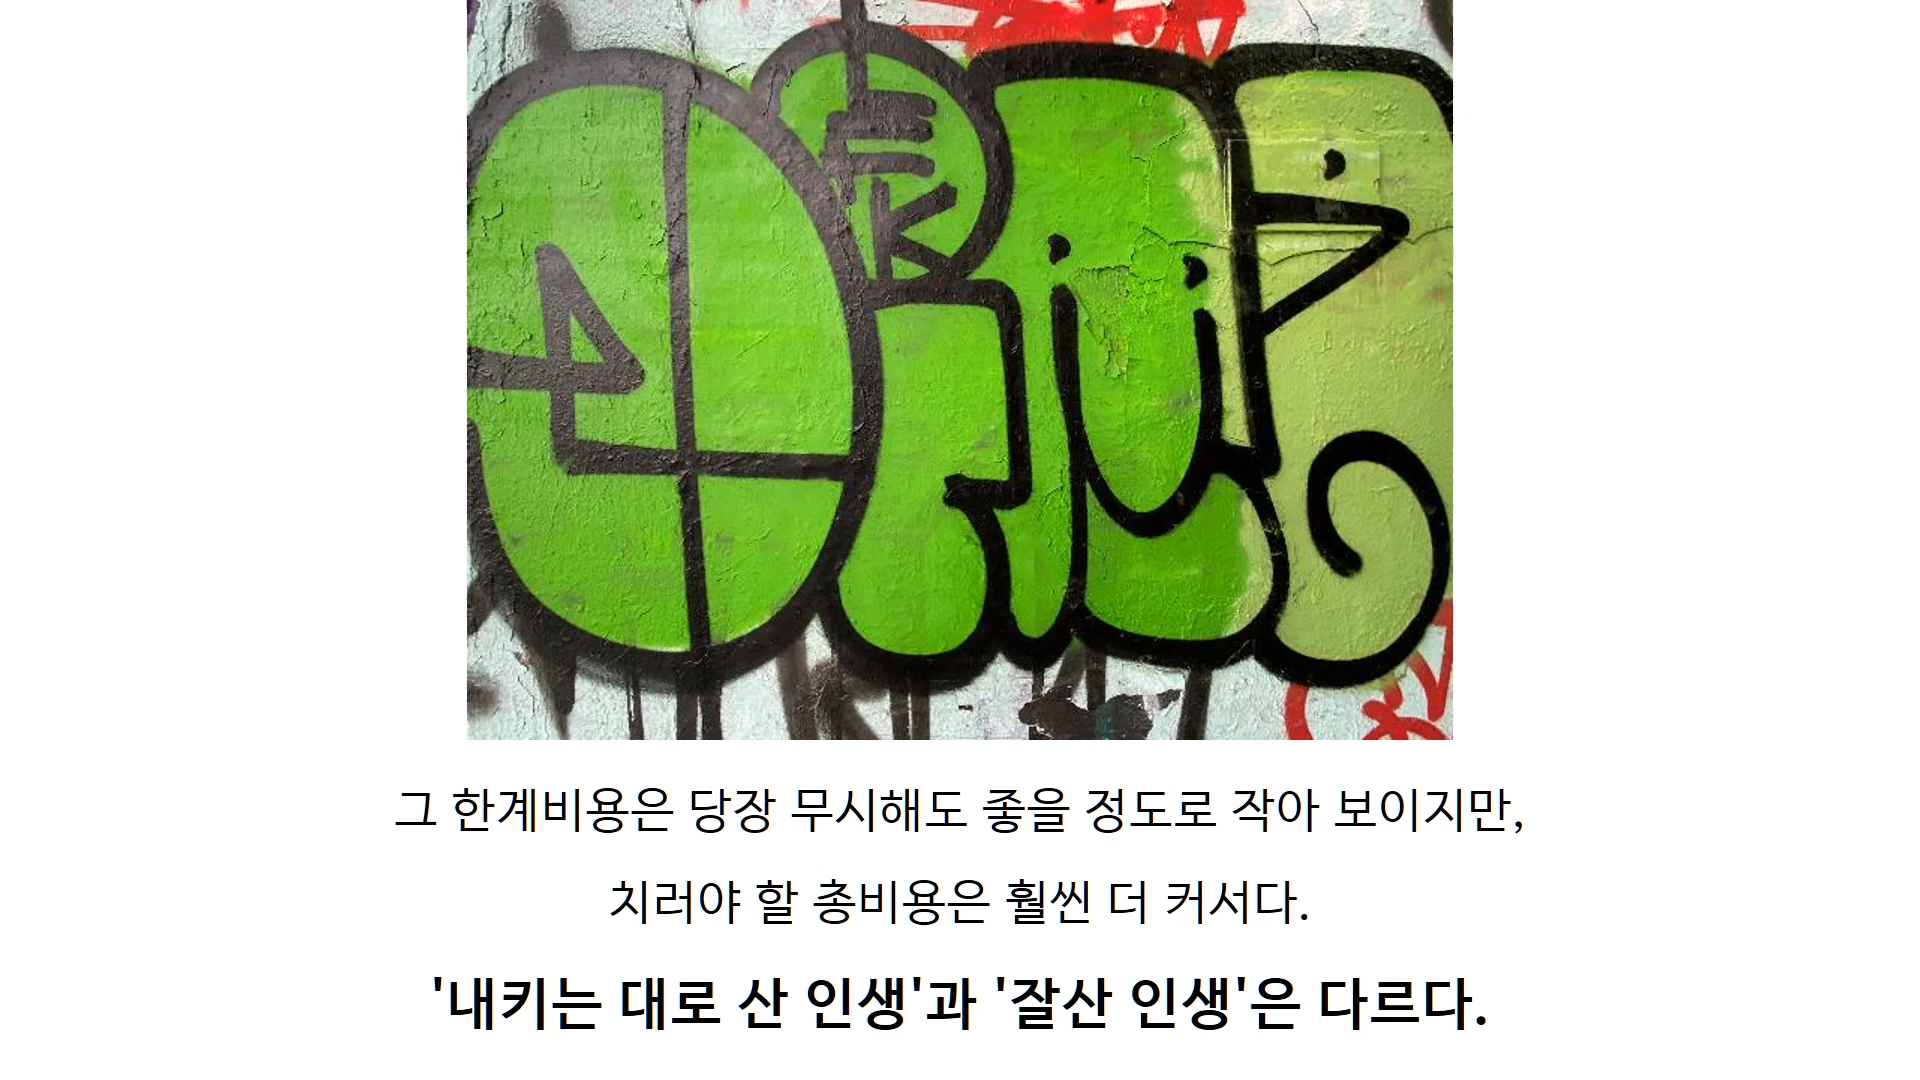 그 한계비용은 당장 무시해도 좋을 정도로 작아 보이지만,
치러야 할 총비용은 훨씬 더 커서다.
'내키는 대로 산 인생'과 '잘산 인생'은 다르다.